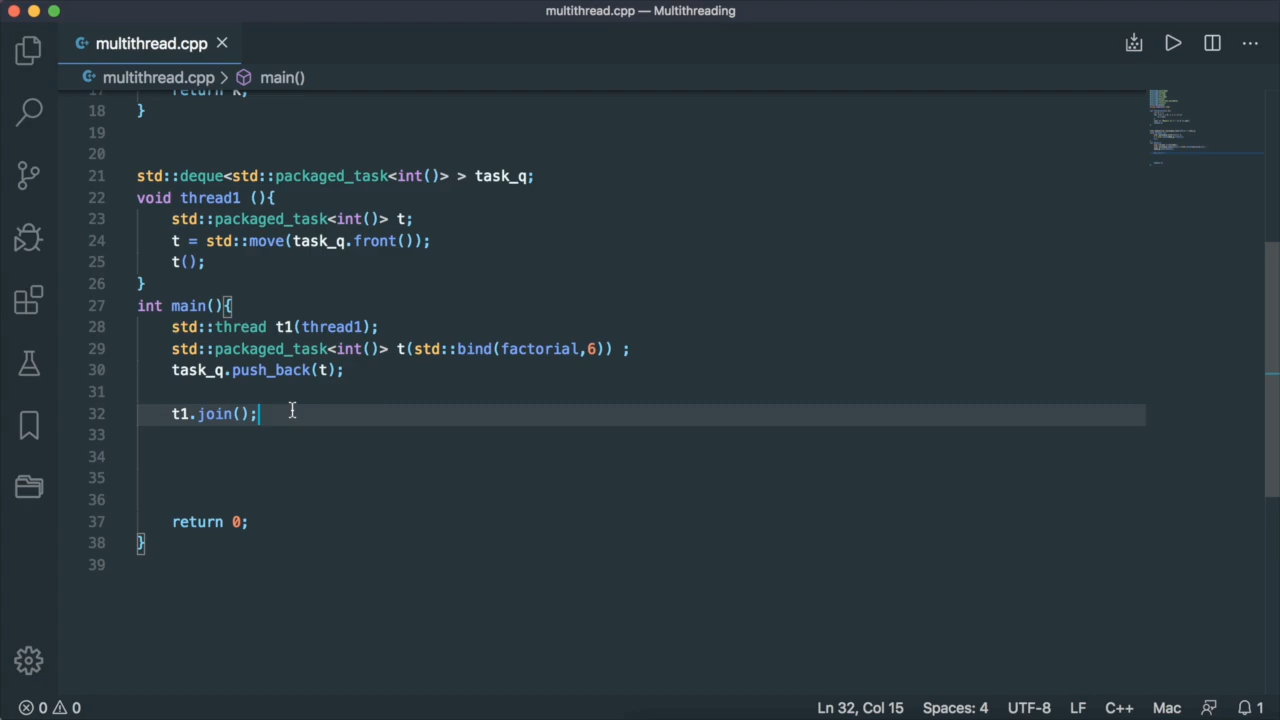 multithread.cpp — Multithreading
multithread.cpp
multithread.cpp > main()
17 return k;
18 }
19
20
21 std::deque<std::packaged_task<int()> > task_q;
22 void thread1 (){
23 std::packaged_task<int()> t;
24 t = std::move(task_q.front());
25 t();
26 }
27 int main(){
28 std::thread t1(thread1);
29 std::packaged_task<int()> t(std::bind(factorial,6)) ;
30 task_q.push_back(t);
31
32 t1.join();
33
34
35
36
37 return 0;
38 }
39
0 0 Ln 32, Col 15 Spaces: 4 UTF-8 LF C++ Mac 1